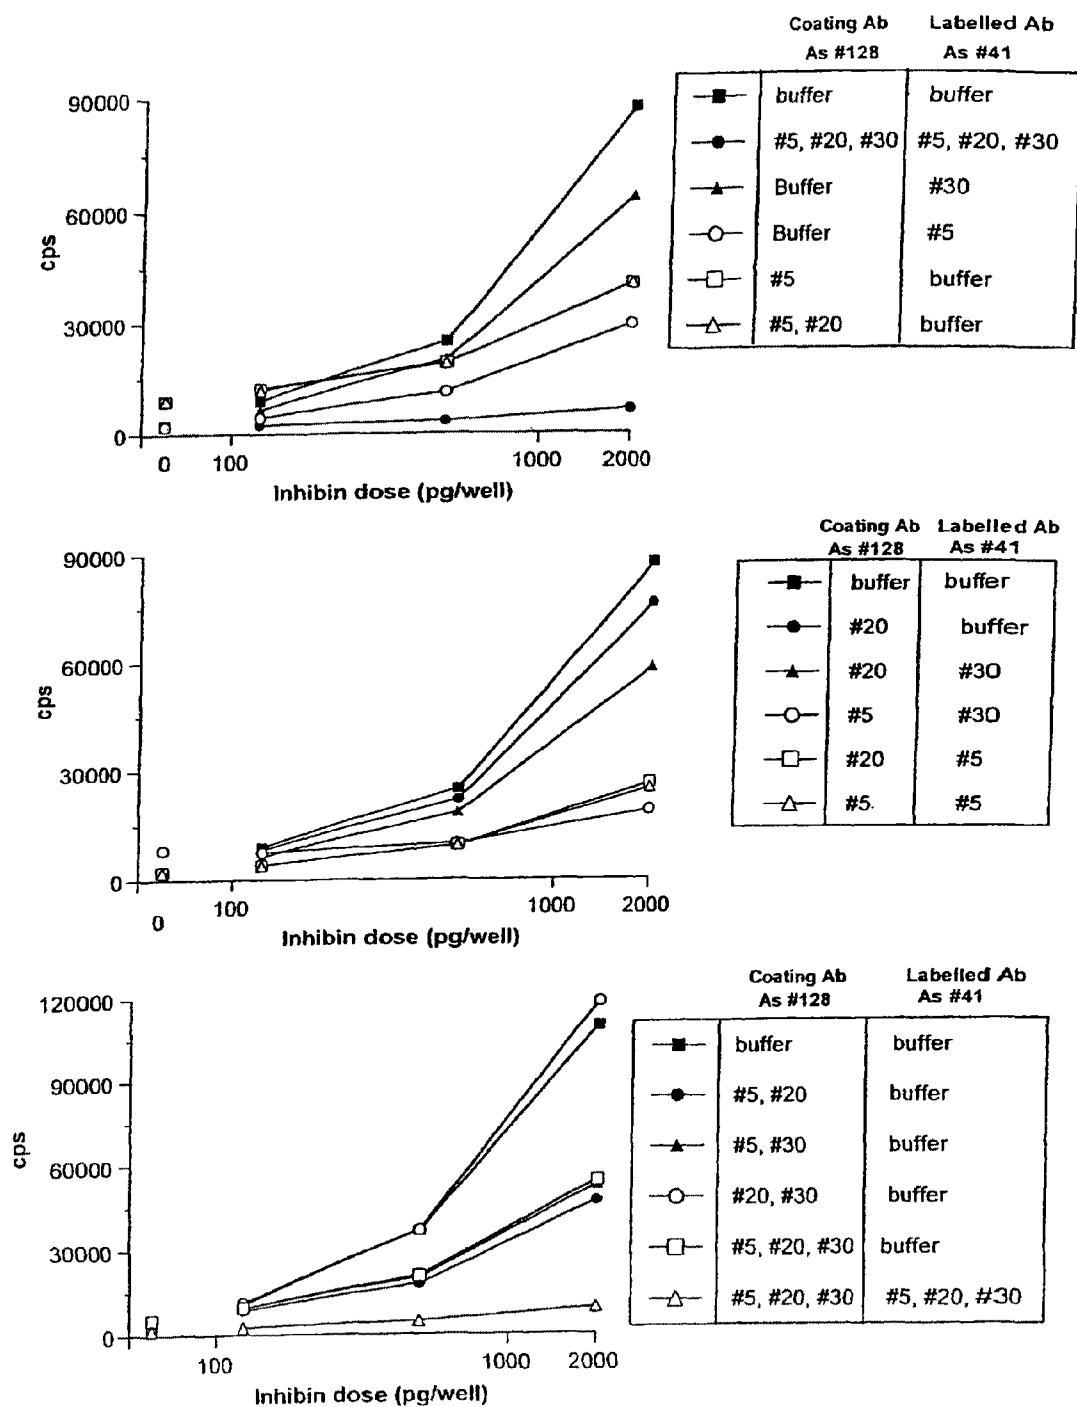 Coating Ab Labelled Ab
As #128 As #41
90000
60000
30000
0
cps
0 100 1000 2000
Inhibin dose (pg/well)
buffer buffer
#5, #20, #30 #5, #20, #30
Buffer #30
Buffer #5
#5 buffer
#5, #20 buffer
Coating Ab Labelled Ab
As #128 As #41
90000
60000
30000
0
cps
0 100 1000 2000
Inhibin dose (pg/well)
buffer buffer
#20 buffer
#20 #30
#5 #30
#20 #5
#5. #5
Coating Ab Labelled Ab
As #128 As #41
120000
90000
60000
30000
0
cps
100 1000 2000
Inhibin dose (pg/well)
buffer buffer
#5, #20 buffer
#5, #30 buffer
#20, #30 buffer
#5, #20, #30 buffer
#5, #20, #30 #5, #20, #30